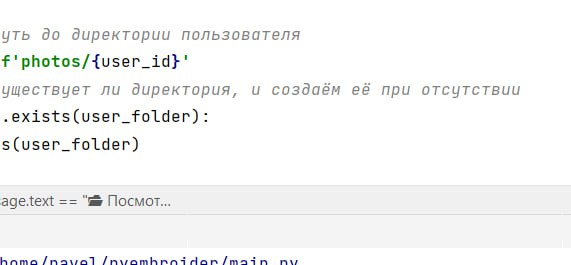 уть до директории пользователя
f'photos/{user_id}'
уществует ли директория, и создаём её при отсутствии
.exists(user_folder):
s(user_folder)
sage.text == "📂 Посмот...
home/pavel/pyembroider/main.py